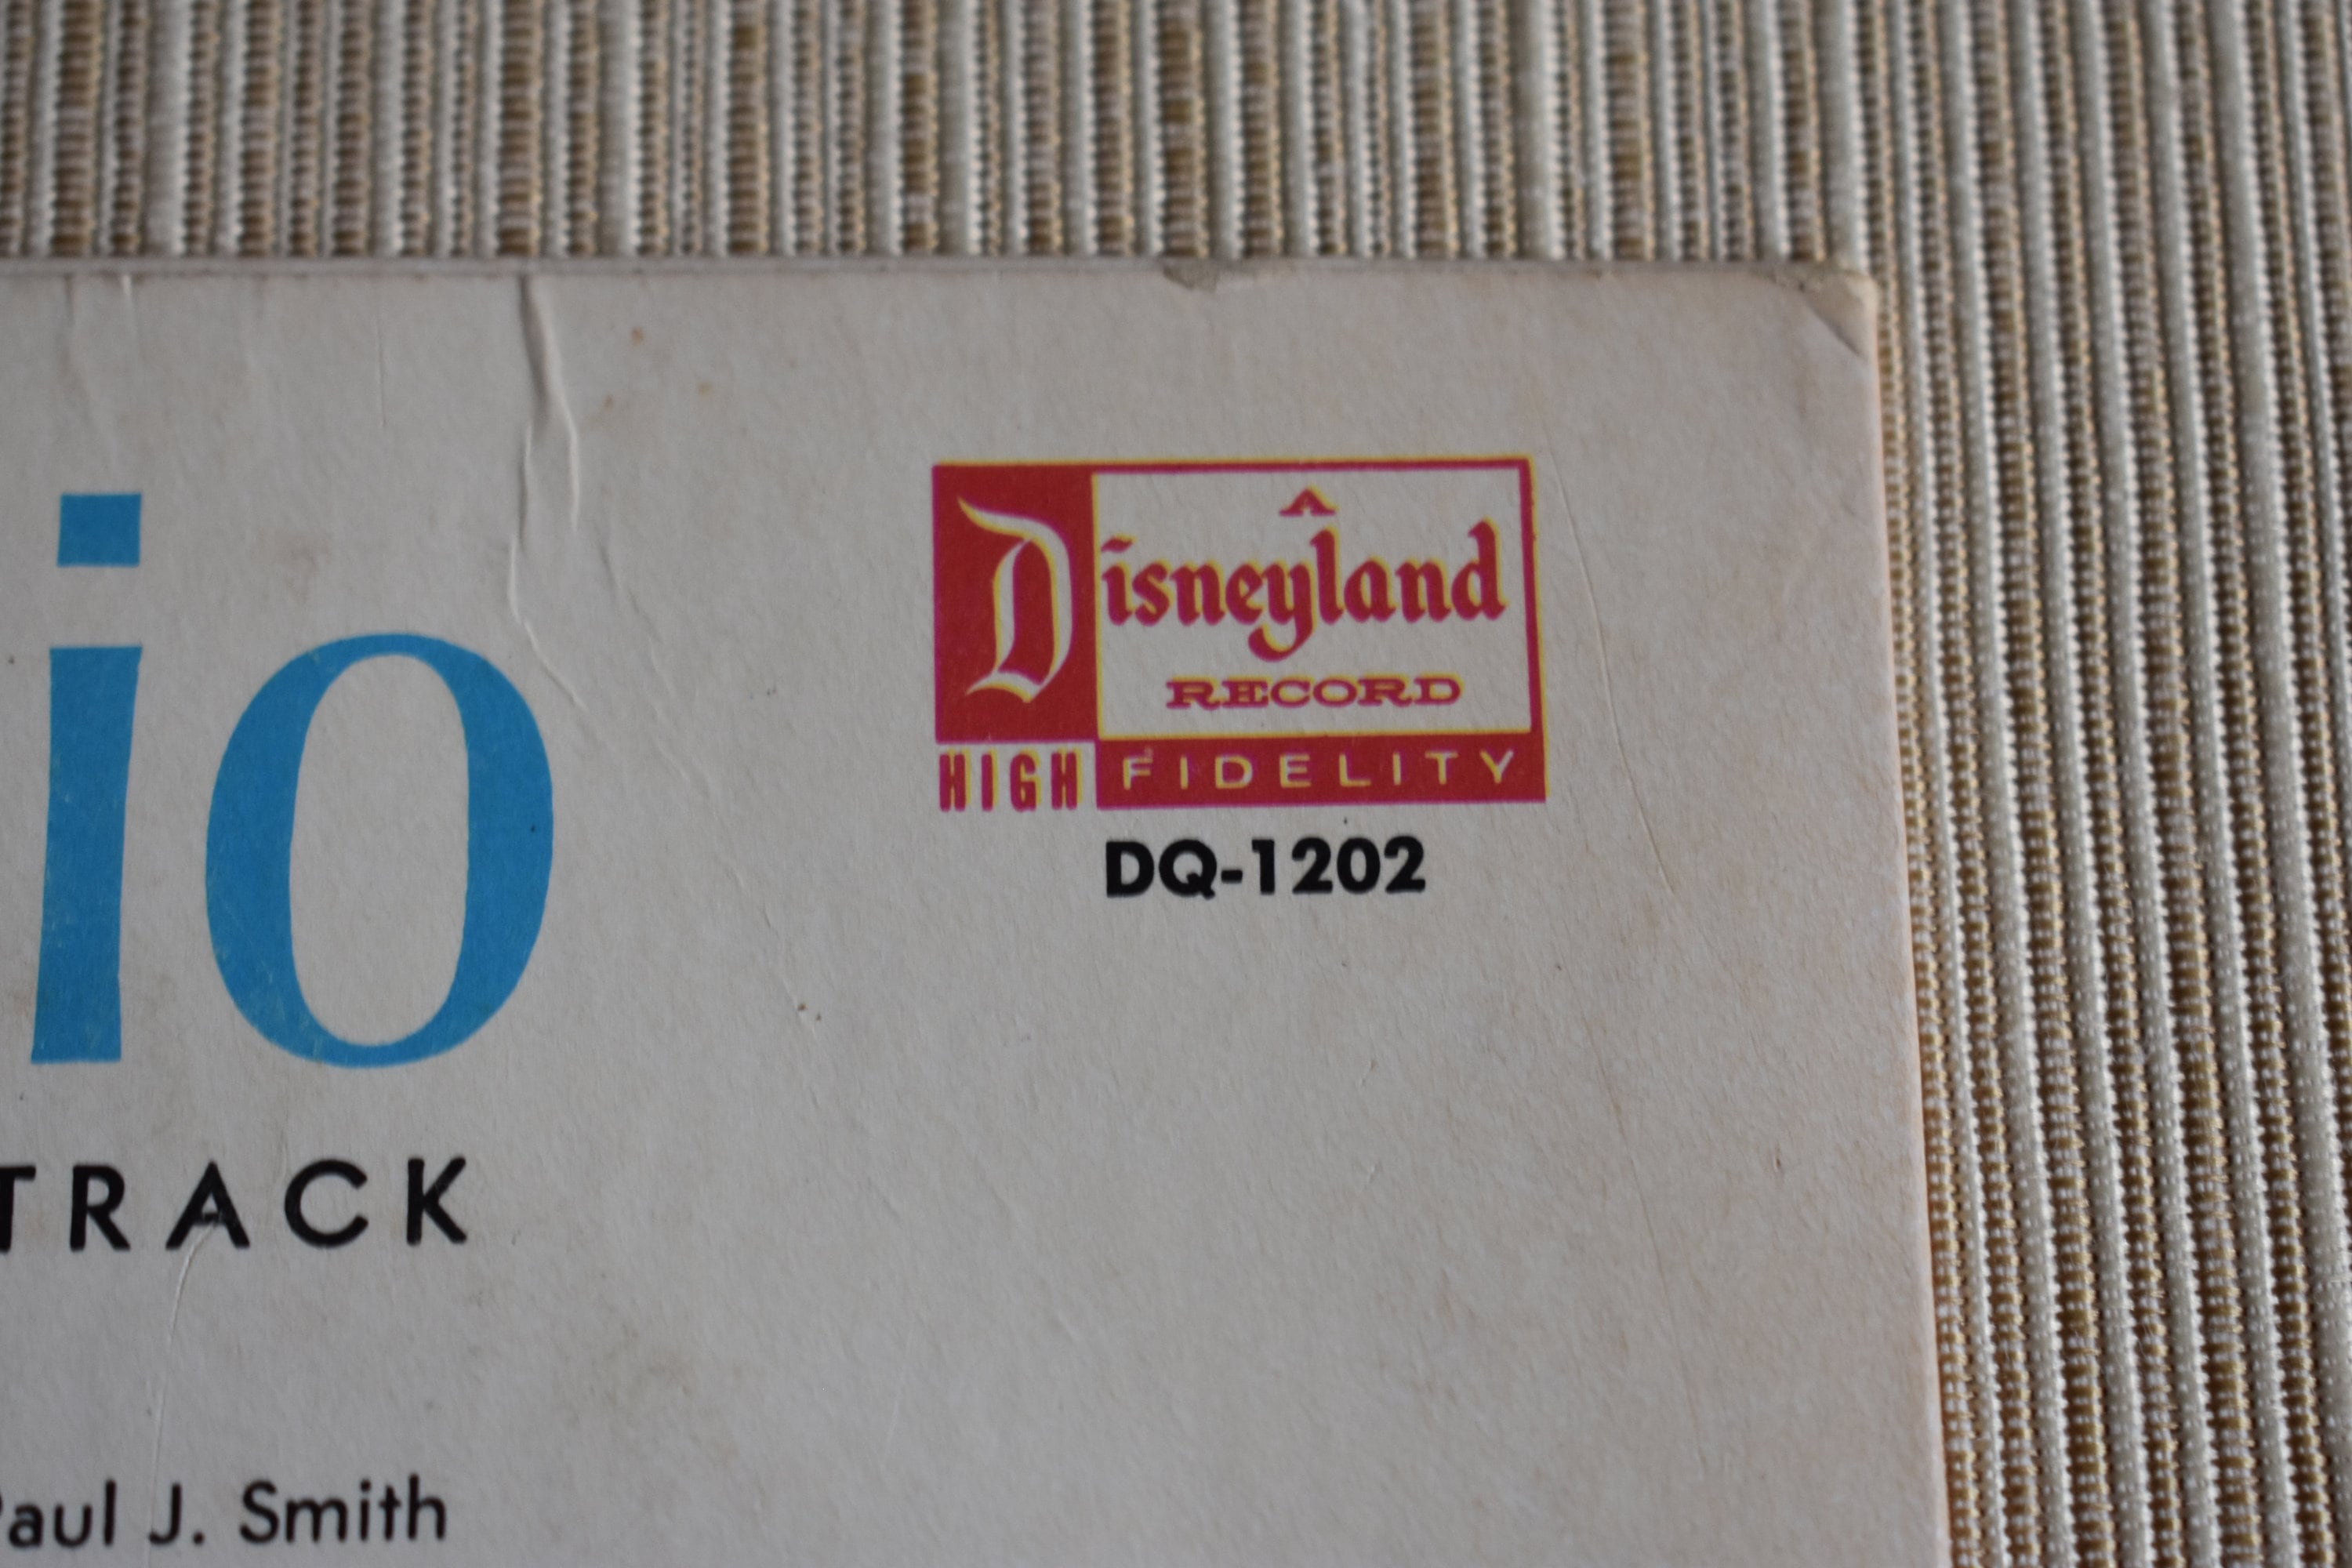 io
TRACK
Paul J. Smith
A
Disneyland
RECORD
HIGH FIDELITY
DQ-1202